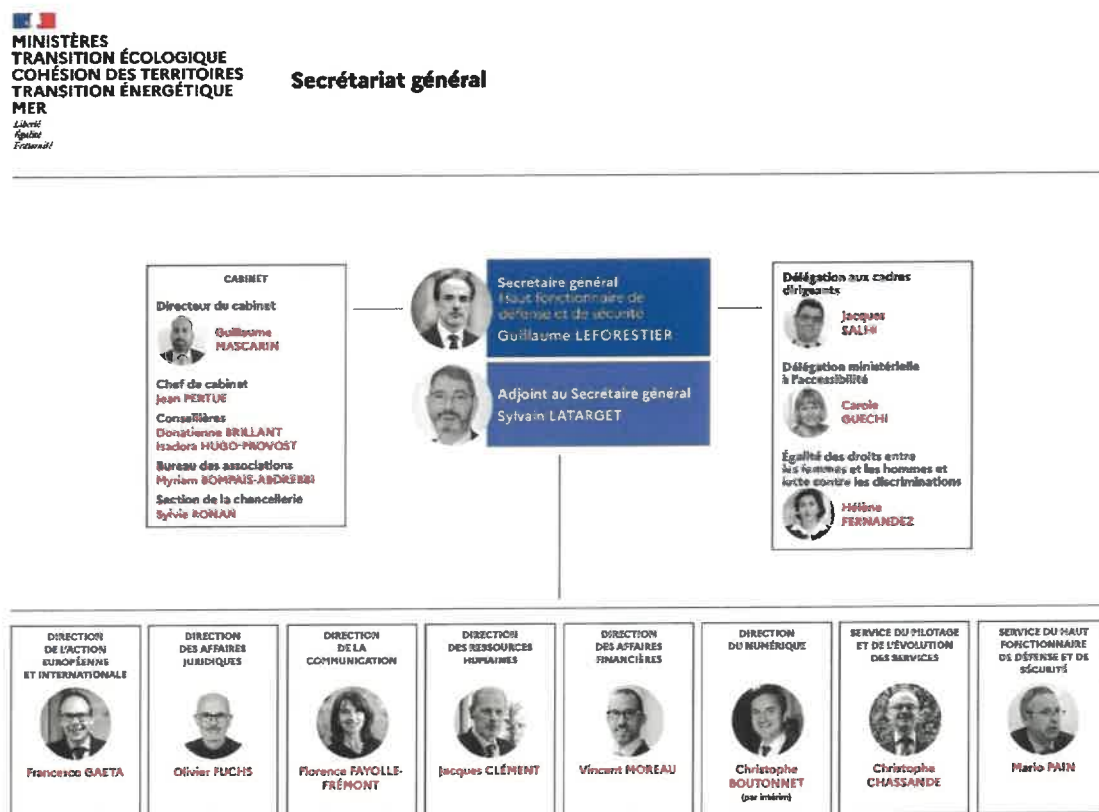 MINISTÈRES
TRANSITION ÉCOLOGIQUE
COHÉSION DES TERRITOIRES
TRANSITION ÉNERGÉTIQUE
MER
Liberté
Égalité
Fraternité
Secrétariat général
CABINET
Directeur du cabinet
Guillaume
MASCARIN
Chef de cabinet
Jean PERTUE
Conseillères
Donatienne BRILLANT
Isadora HUGO-PROVOST
Bureau des associations
Myriam BOMPAIS-ABDREBBI
Section de la chancellerie
Sylvie RONAN
Secrétaire général
Haut fonctionnaire de
défense et de sécurité
Guillaume LEFORESTIER
Adjoint au Secrétaire général
Sylvain LATARGET
Délégation aux cadres
dirigeants
Jacques
SALHI
Délégation ministérielle
à l'accessibilité
Carole
GUECHI
Égalité des droits entre
les femmes et les hommes et
lutte contre les discriminations
Hélène
FERNANDEZ
DIRECTION
DE L'ACTION
EUROPÉENNE
ET INTERNATIONALE
Francesco GAETA
DIRECTION
DES AFFAIRES
JURIDIQUES
Olivier FUCHS
DIRECTION
DE LA
COMMUNICATION
Florence FAYOLLE-
FRÉMONT
DIRECTION
DES RESSOURCES
HUMAINES
Jacques CLÉMENT
DIRECTION
DES AFFAIRES
FINANCIÈRES
Vincent MOREAU
DIRECTION
DU NUMÉRIQUE
Christophe
BOUTONNET
(par intérim)
SERVICE DU PILOTAGE
ET DE L'ÉVOLUTION
DES SERVICES
Christophe
CHASSANDE
SERVICE DU HAUT
FONCTIONNAIRE
DE DÉFENSE ET DE
SÉCURITÉ
Mario PAIN